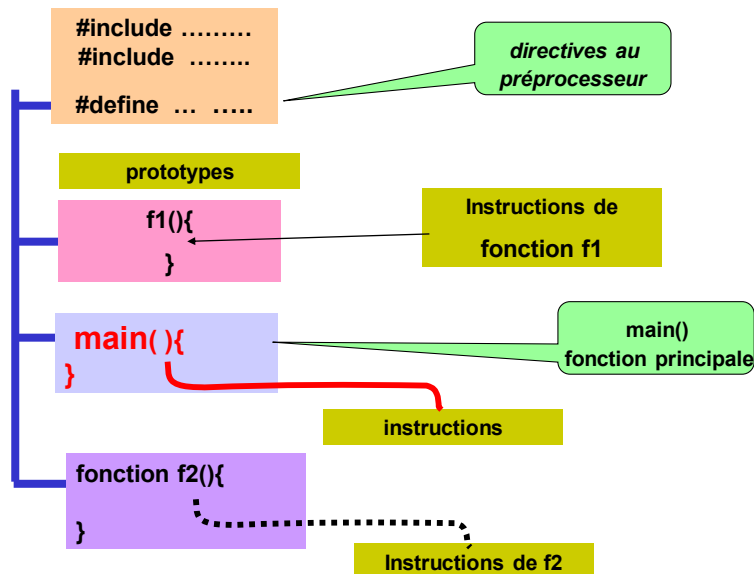 #include ………
#include ……..
#define … …..
directives au
préprocesseur
prototypes
f1(){
}
Instructions de
fonction f1
main( ){
}
main()
fonction principale
instructions
fonction f2(){
}
Instructions de f2